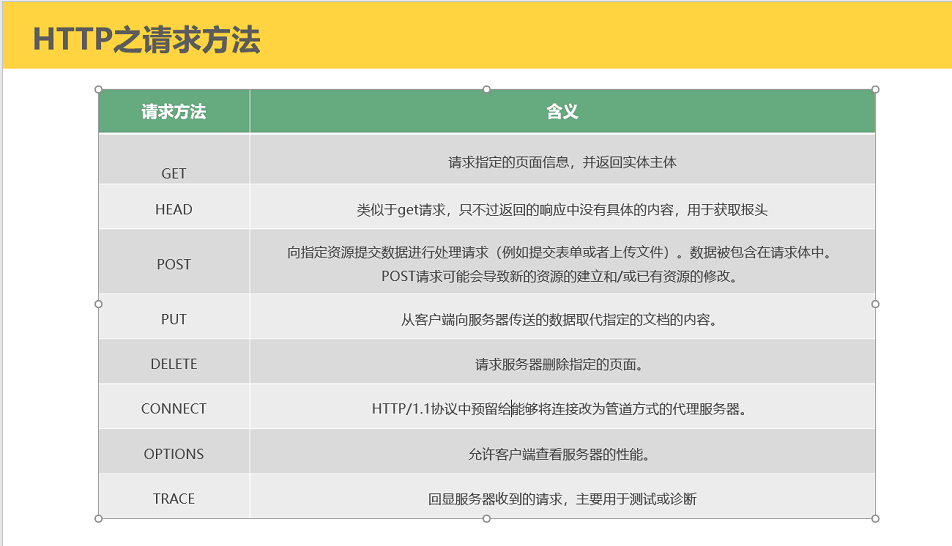 HTTP之请求方法
请求方法 含义
GET 请求指定的页面信息，并返回实体主体
HEAD 类似于get请求，只不过返回的响应中没有具体的内容，用于获取报头
POST 向指定资源提交数据进行处理请求（例如提交表单或者上传文件）。数据被包含在请求体中。
POST请求可能会导致新的资源的建立和/或已有资源的修改。
PUT 从客户端向服务器传送的数据取代指定的文档的内容。
DELETE 请求服务器删除指定的页面。
CONNECT HTTP/1.1协议中预留给能够将连接改为管道方式的代理服务器。
OPTIONS 允许客户端查看服务器的性能。
TRACE 回显服务器收到的请求，主要用于测试或诊断